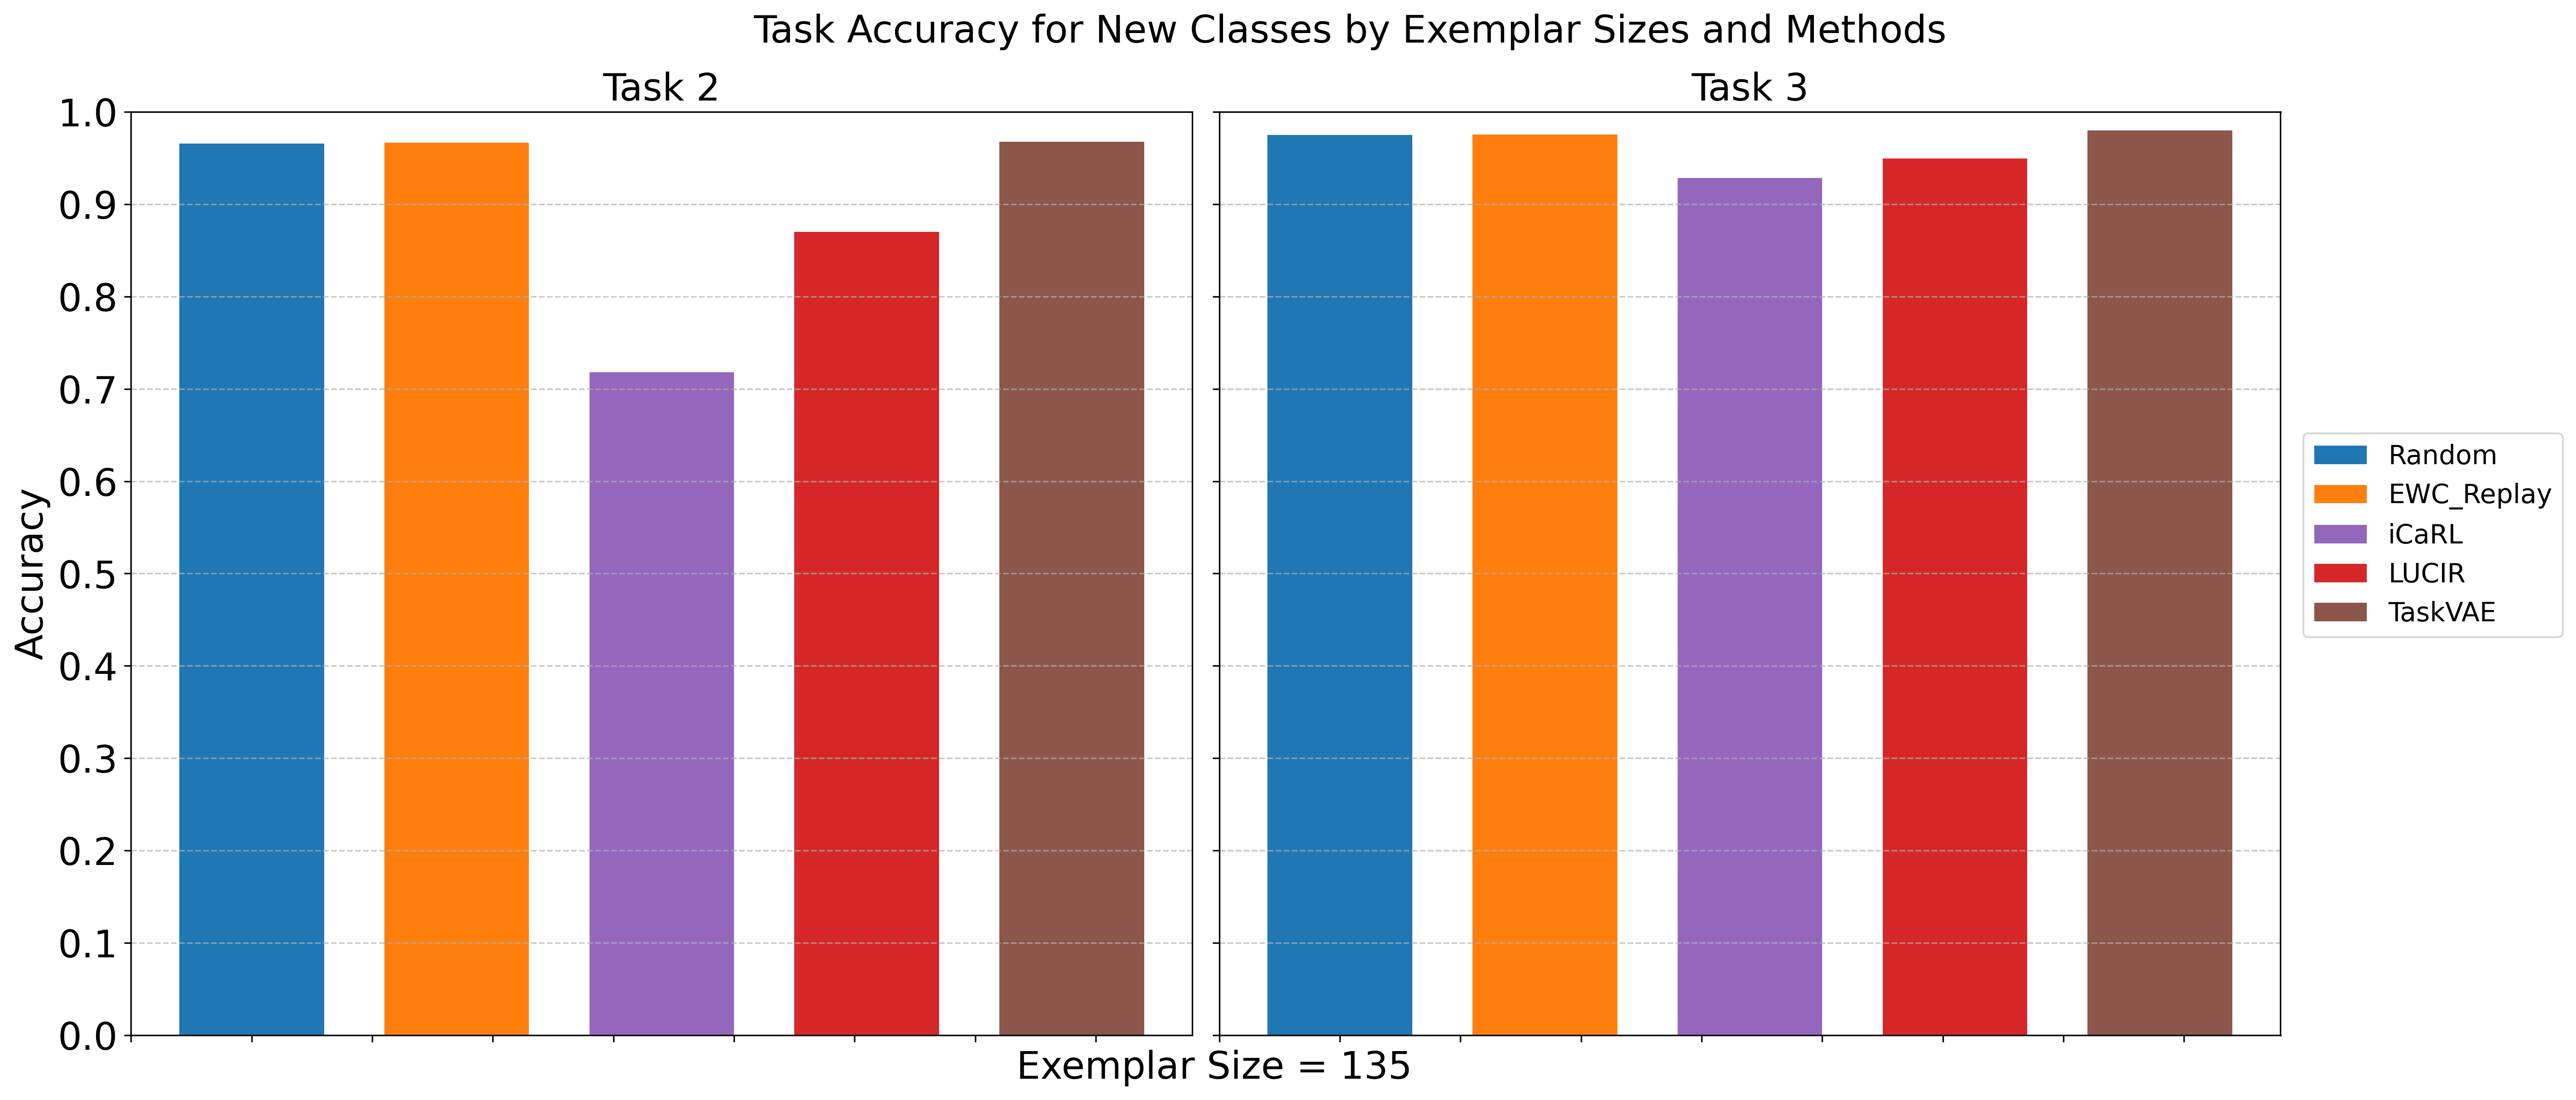 Task Accuracy for New Classes by Exemplar Sizes and Methods
Task 2
Task 3
1.0
0.9
0.8
0.7
0.6
0.5
0.4
0.3
0.2
0.1
0.0
Accuracy
Exemplar Size = 135
Random
EWC_Replay
iCaRL
LUCIR
TaskVAE